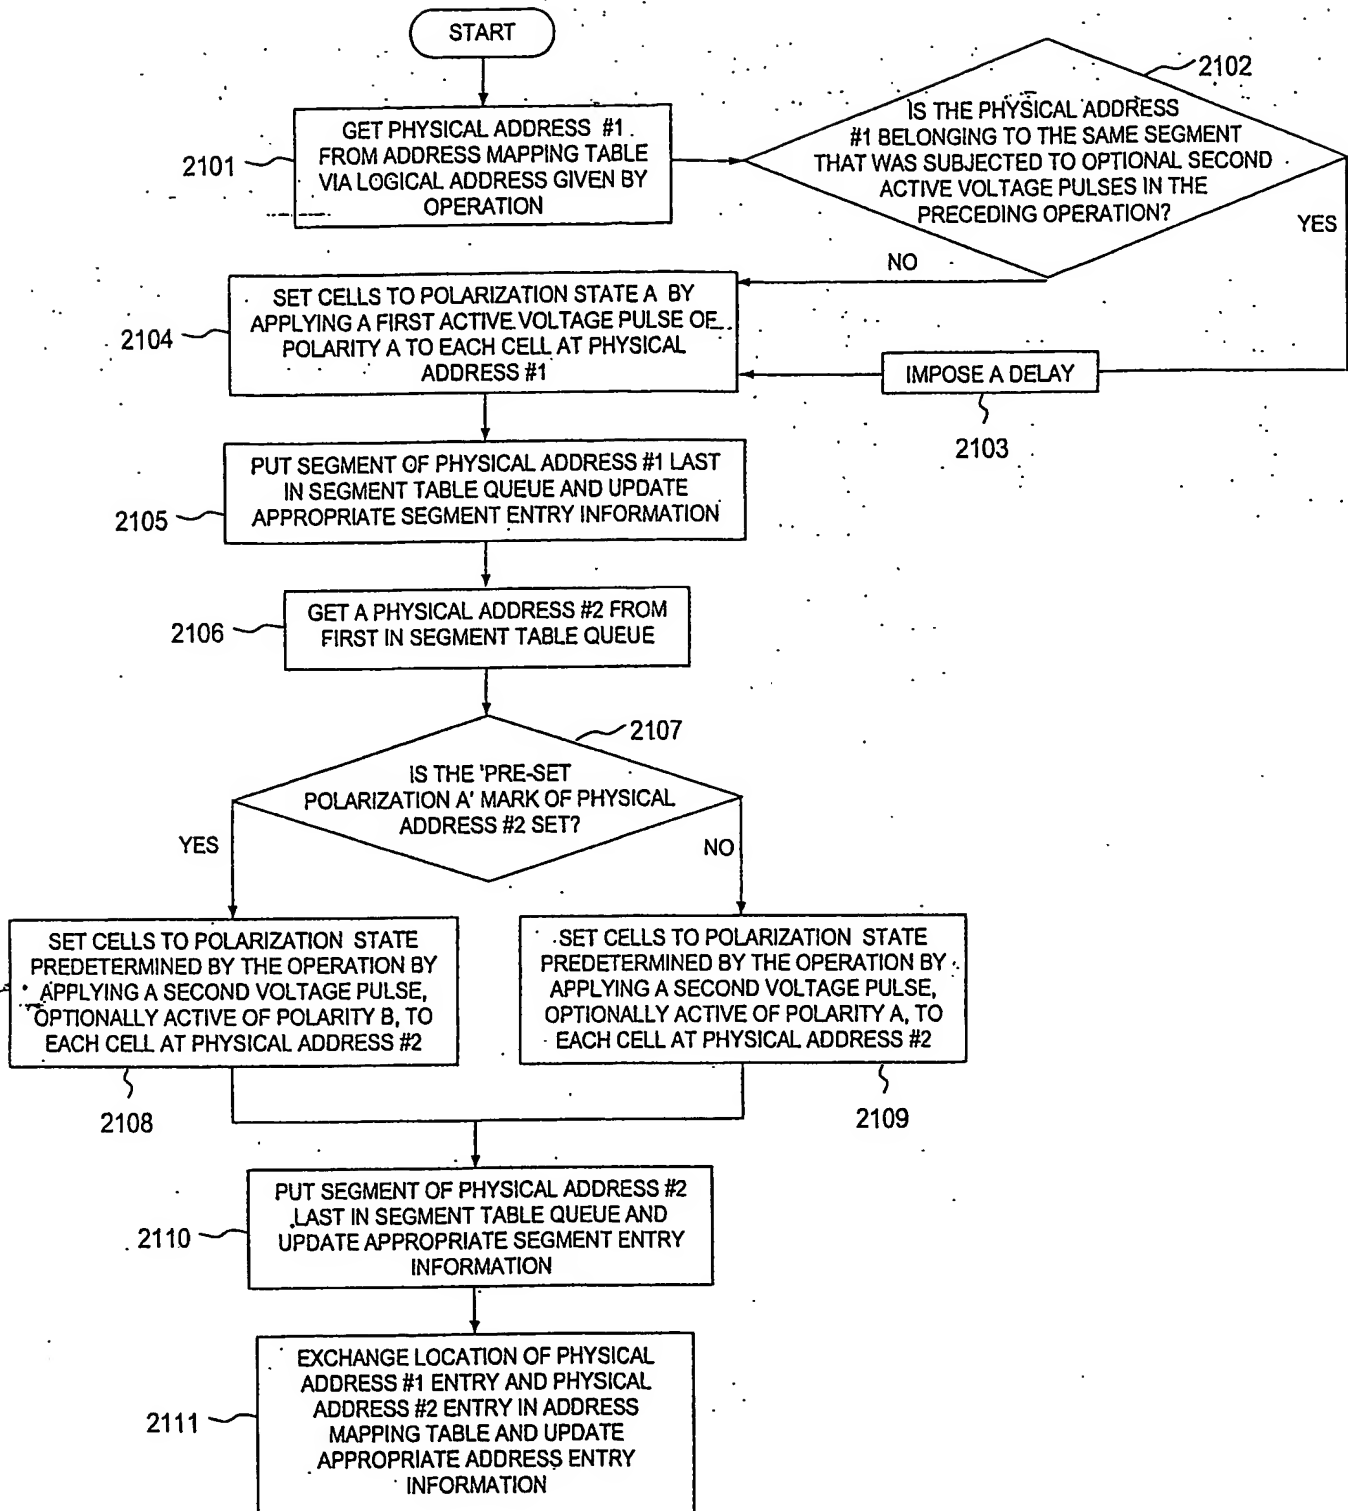 START
2101
GET PHYSICAL ADDRESS #1
FROM ADDRESS MAPPING TABLE
VIA LOGICAL ADDRESS GIVEN BY
OPERATION
2102
IS THE PHYSICAL ADDRESS
#1 BELONGING TO THE SAME SEGMENT
THAT WAS SUBJECTED TO OPTIONAL SECOND
ACTIVE VOLTAGE PULSES IN THE
PRECEDING OPERATION?
YES
NO
2104
SET CELLS TO POLARIZATION STATE A BY
APPLYING A FIRST ACTIVE VOLTAGE PULSE OF
POLARITY A TO EACH CELL AT PHYSICAL
ADDRESS #1
IMPOSE A DELAY
2103
2105
PUT SEGMENT OF PHYSICAL ADDRESS #1 LAST
IN SEGMENT TABLE QUEUE AND UPDATE
APPROPRIATE SEGMENT ENTRY INFORMATION
2106
GET A PHYSICAL ADDRESS #2 FROM
FIRST IN SEGMENT TABLE QUEUE
2107
IS THE 'PRE-SET
POLARIZATION A' MARK OF PHYSICAL
ADDRESS #2 SET?
YES
NO
SET CELLS TO POLARIZATION STATE
PREDETERMINED BY THE OPERATION BY
APPLYING A SECOND VOLTAGE PULSE,
OPTIONALLY ACTIVE OF POLARITY B, TO
EACH CELL AT PHYSICAL ADDRESS #2
2108
SET CELLS TO POLARIZATION STATE
PREDETERMINED BY THE OPERATION BY
APPLYING A SECOND VOLTAGE PULSE,
OPTIONALLY ACTIVE OF POLARITY A, TO
EACH CELL AT PHYSICAL ADDRESS #2
2109
2110
PUT SEGMENT OF PHYSICAL ADDRESS #2
LAST IN SEGMENT TABLE QUEUE AND
UPDATE APPROPRIATE SEGMENT ENTRY
INFORMATION
2111
EXCHANGE LOCATION OF PHYSICAL
ADDRESS #1 ENTRY AND PHYSICAL
ADDRESS #2 ENTRY IN ADDRESS
MAPPING TABLE AND UPDATE
APPROPRIATE ADDRESS ENTRY
INFORMATION